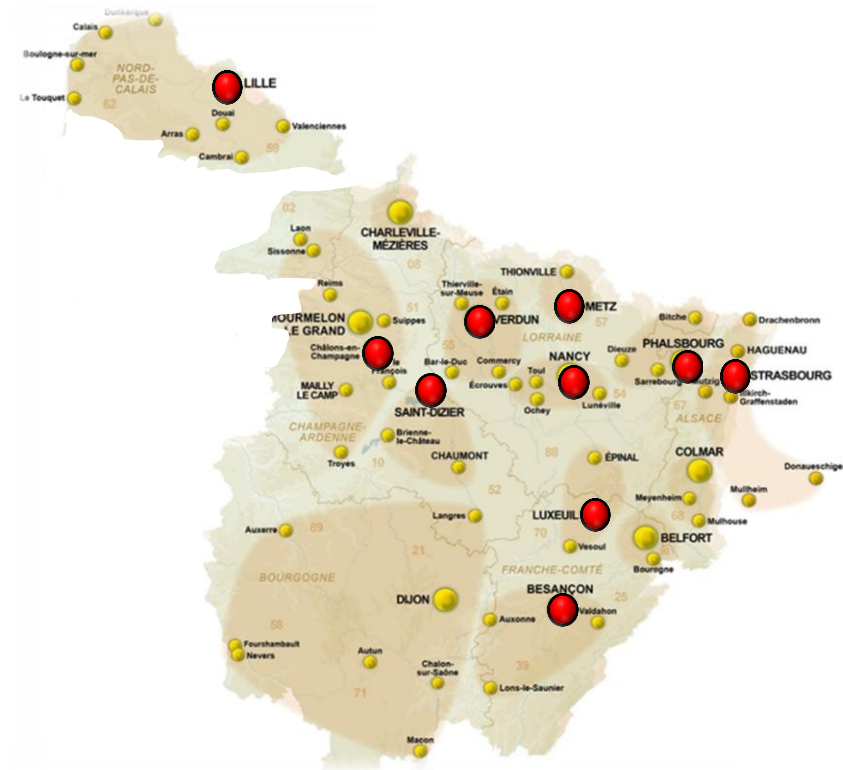 Dunkerque
Calais
Boulogne-sur-mer
NORD-
PAS-DE-
CALAIS
LILLE
Le Touquet
62
Douai
Valenciennes
Arras
59
Cambrai
02
CHARLEVILLE-
MÉZIÈRES
Laon
Sissonne
08
THIONVILLE
Reims
Thierville-
sur-Meuse
Étain
METZ
51
57
Bitche
Drachenbronn
OURMELON
LE GRAND
Suippes
VERDUN
LORRAINE
PHALSBOURG
HAGUENAU
Châlons-en-
Champagne
55
Dieuze
NANCY
Bar-le-Duc
Commercy
Toul
le
François
Écrouves
Sarrebourg
utzig
STRASBOURG
MAILLY
LE CAMP
54
Illkirch-
Graffenstaden
SAINT-DIZIER
Ochey
Lunéville
67
ALSACE
CHAMPAGNE-
ARDENNE
Brienne-
le-Château
Troyes
10
CHAUMONT
88
ÉPINAL
COLMAR
Donaueschige
52
Meyenheim
Mullheim
Langres
LUXEUIL
68
Mulhouse
Auxerre
89
70
BELFORT
21
Vesoul
Bourogne
FRANCHE-COMTÉ
BOURGOGNE
BESANÇON
DIJON
25
Valdahon
58
Auxonne
Fourchambault
Nevers
Autun
Chalon-
sur-Saône
39
71
Lons-le-Saunier
Macon